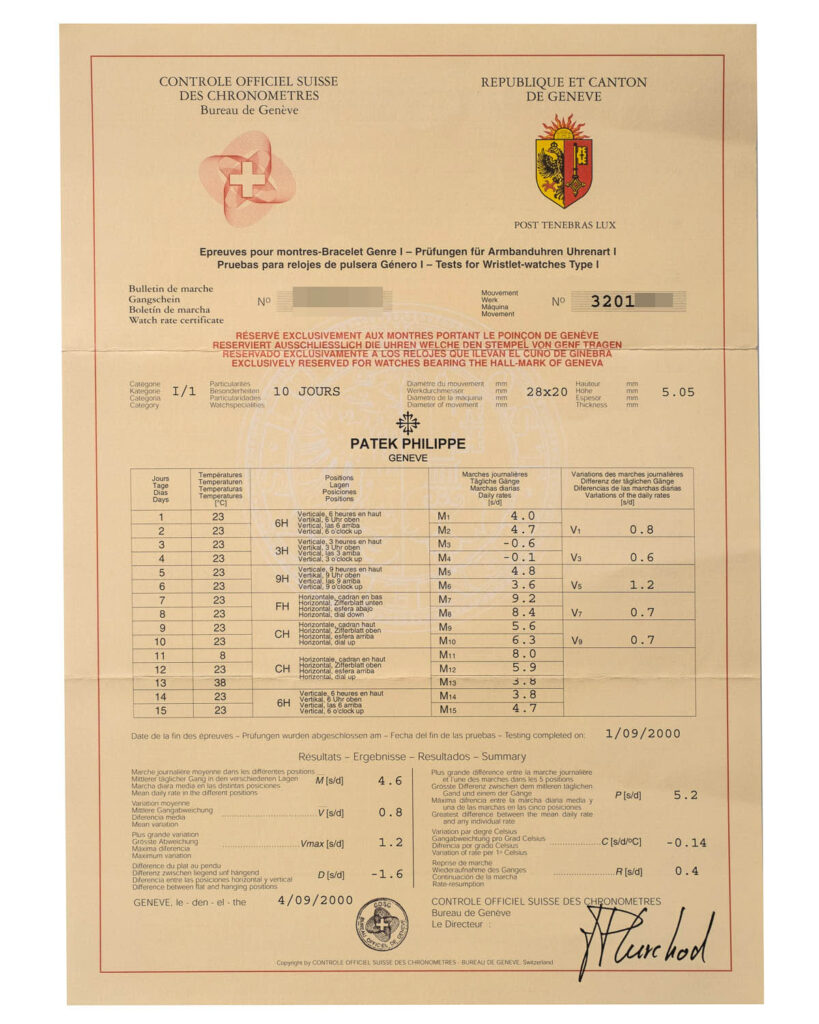 CONTROLE OFFICIEL SUISSE
DES CHRONOMETRES
Bureau de Genève
REPUBLIQUE ET CANTON
DE GENEVE
POST TENEBRAS LUX
Epreuves pour montres-Bracelet Genre I – Prüfungen für Armbanduhren Uhrenart I
Pruebas para relojes de pulsera Género I – Tests for Wristlet-watches Type I
Bulletin de marche
Gangschein
Boletín de marcha
Watch rate certificate
No
Mouvement
Werk
Máquina
Movement
No 3201
RÉSERVÉ EXCLUSIVEMENT AUX MONTRES PORTANT LE POINÇON DE GENÈVE
RESERVIERT AUSSCHLIESSLICH DIE UHREN WELCHE DEN STEMPEL VON GENF TRAGEN
RESERVADO EXCLUSIVAMENTE A LOS RELOJES QUE LLEVAN EL CUÑO DE GINEBRA
EXCLUSIVELY RESERVED FOR WATCHES BEARING THE HALL-MARK OF GENEVA
Catégorie
Kategorie
Categoria
Category
I/1
Particularités
Besonderheiten
Particularidades
Watchspecialities
10 JOURS
Diamètre du mouvement mm
Werkdurchmesser mm
Diámetro de la máquina mm
Diameter of movement mm
28x20
Hauteur mm
Höhe mm
Espesor mm
Thickness mm
5.05
PATEK PHILIPPE
GENEVE
Jours
Tage
Días
Days
Températures
Temperaturen
Temperaturas
Temperatures
[°C]
Positions
Lagen
Posiciones
Positions
Marches journalières
Tägliche Gänge
Marchas diarias
Daily rates
[s/d]
Variations des marches journalières
Differenz der täglichen Gänge
Diferencias de las marchas diarias
Variations of the daily rates
[s/d]
1 23 M1 4.0
2 23 M2 4.7
6H
Verticale, 6 heures en haut
Vertikal, 6 Uhr oben
Vertical, las 6 arriba
Vertical, 6 o'clock up
V1 0.8
3 23 M3 -0.6
4 23 M4 -0.1
3H
Verticale, 3 heures en haut
Vertikal, 3 Uhr oben
Vertical, las 3 arriba
Vertical, 3 o'clock up
V3 0.6
5 23 M5 4.8
6 23 M6 3.6
9H
Verticale, 9 heures en haut
Vertikal, 9 Uhr oben
Vertical, las 9 arriba
Vertical, 9 o'clock up
V5 1.2
7 23 M7 9.2
8 23 M8 8.4
FH
Horizontale, cadran en bas
Horizontal, Zifferblatt unten
Horizontal, esfera abajo
Horizontal, dial down
V7 0.7
9 23 M9 5.6
10 23 M10 6.3
CH
Horizontale, cadran haut
Horizontal, Zifferblatt oben
Horizontal, esfera arriba
Horizontal, dial up
V9 0.7
11 8 M11 8.0
12 23 M12 5.9
13 38 M13 3.8
CH
Horizontale, cadran en haut
Horizontal, Zifferblatt oben
Horizontal, esfera arriba
Horizontal, dial up
14 23 M14 3.8
15 23 M15 4.7
6H
Verticale, 6 heures en haut
Vertikal, 6 Uhr oben
Vertical, las 6 arriba
Vertical, 6 o'clock up
Date de la fin des épreuves – Prüfungen wurden abgeschlossen am – Fecha del fin de las pruebas – Testing completed on: 1/09/2000
Résultats – Ergebnisse – Resultados – Summary
Marche journalière moyenne dans les différentes positions
Mittlerer täglicher Gang in den verschiedenen Lagen
Marcha diaria media en las distintas posiciones
Mean daily rate in the different positions
M [s/d] 4.6
Variation moyenne
Mittlere Gangabweichung
Diferencia media
Mean variation
V [s/d] 0.8
Plus grande variation
Grösste Abweichung
Máxima diferencia
Maximum variation
Vmax [s/d] 1.2
Différence du plat au pendu
Differenz zwischen liegend und hängend
Diferencia entre las posiciones horizontal y vertical
Difference between flat and hanging positions
D [s/d] -1.6
Plus grande différence entre la marche journalière
et l'une des marches dans les 5 positions
Grösste Differenz zwischen dem mittleren täglichen
Gang und einem der Gänge
Máxima diferencia entre la marcha diaria media y
una de las marchas en las cinco posiciones
Greatest difference between the mean daily rate
and any individual rate
P [s/d] 5.2
Variation par degré Celsius
Gangabweichung pro Grad Celsius
Difrencia por grado Celsius
Variation of rate per 1° Celsius
C [s/d/°C] -0.14
Reprise de marche
Wiederaufnahme des Ganges
Continuación de la marcha
Rate-resumption
R [s/d] 0.4
GENÈVE, le - den - el - the 4/09/2000
COSC
BUREAU OFFICIEL DE GENÈVE
CONTROLE OFFICIEL SUISSE DES CHRONOMETRES
Bureau de Genève
Le Directeur :
Copyright by CONTROLE OFFICIEL SUISSE DES CHRONOMETRES - BUREAU DE GENEVE, Switzerland